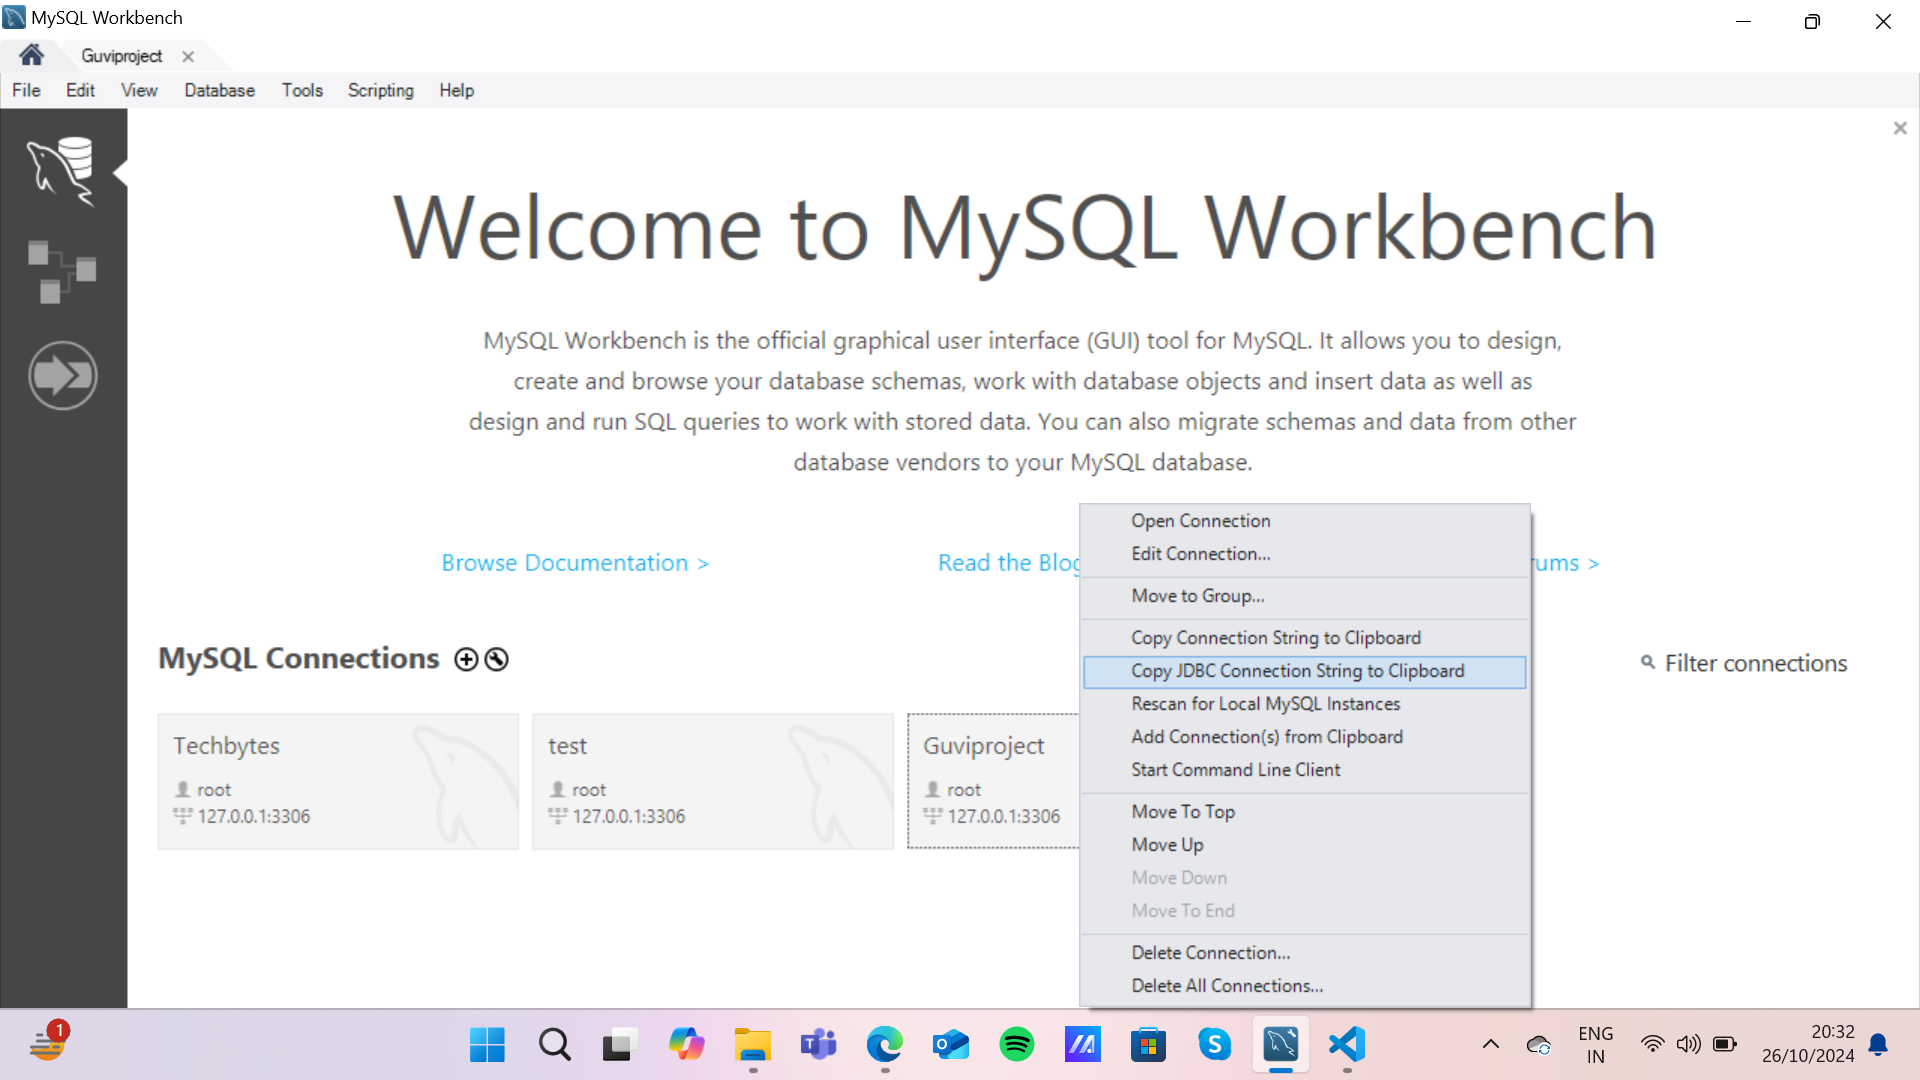 MySQL Workbench
Guviproject
File Edit View Database Tools Scripting Help
Welcome to MySQL Workbench
MySQL Workbench is the official graphical user interface (GUI) tool for MySQL. It allows you to design,
create and browse your database schemas, work with database objects and insert data as well as
design and run SQL queries to work with stored data. You can also migrate schemas and data from other
database vendors to your MySQL database.
Browse Documentation >
Read the Blog
ums >
MySQL Connections
Filter connections
Techbytes
root
127.0.0.1:3306
test
root
127.0.0.1:3306
Guviproject
root
127.0.0.1:3306
Open Connection
Edit Connection...
Move to Group...
Copy Connection String to Clipboard
Copy JDBC Connection String to Clipboard
Rescan for Local MySQL Instances
Add Connection(s) from Clipboard
Start Command Line Client
Move To Top
Move Up
Move Down
Move To End
Delete Connection...
Delete All Connections...
1
ENG
IN
20:32
26/10/2024